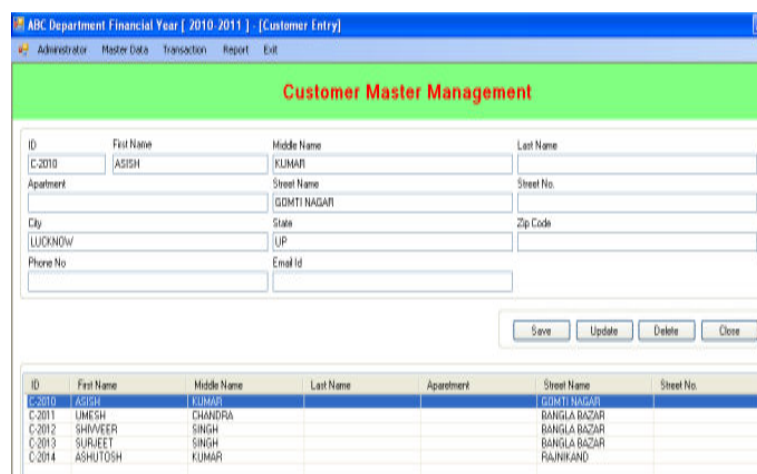 ABC Department Financial Year [ 2010-2011 ] - [Customer Entry]
Administrator Master Data Transaction Report Exit
Customer Master Management
ID First Name Middle Name Last Name
C-2010 ASISH KUMAR
Apartment Street Name Street No.
GOMTI NAGAR
City State Zip Code
LUCKNOW UP
Phone No Email Id
Save Update Delete Close
ID First Name Middle Name Last Name Aparetment Street Name Street No.
C-2010 ASISH KUMAR GOMTI NAGAR
C-2011 UMESH CHANDRA BANGLA BAZAR
C-2012 SHIVVEER SINGH BANGLA BAZAR
C-2013 SURJEET SINGH BANGLA BAZAR
C-2014 ASHUTOSH KUMAR RAJNIKAND